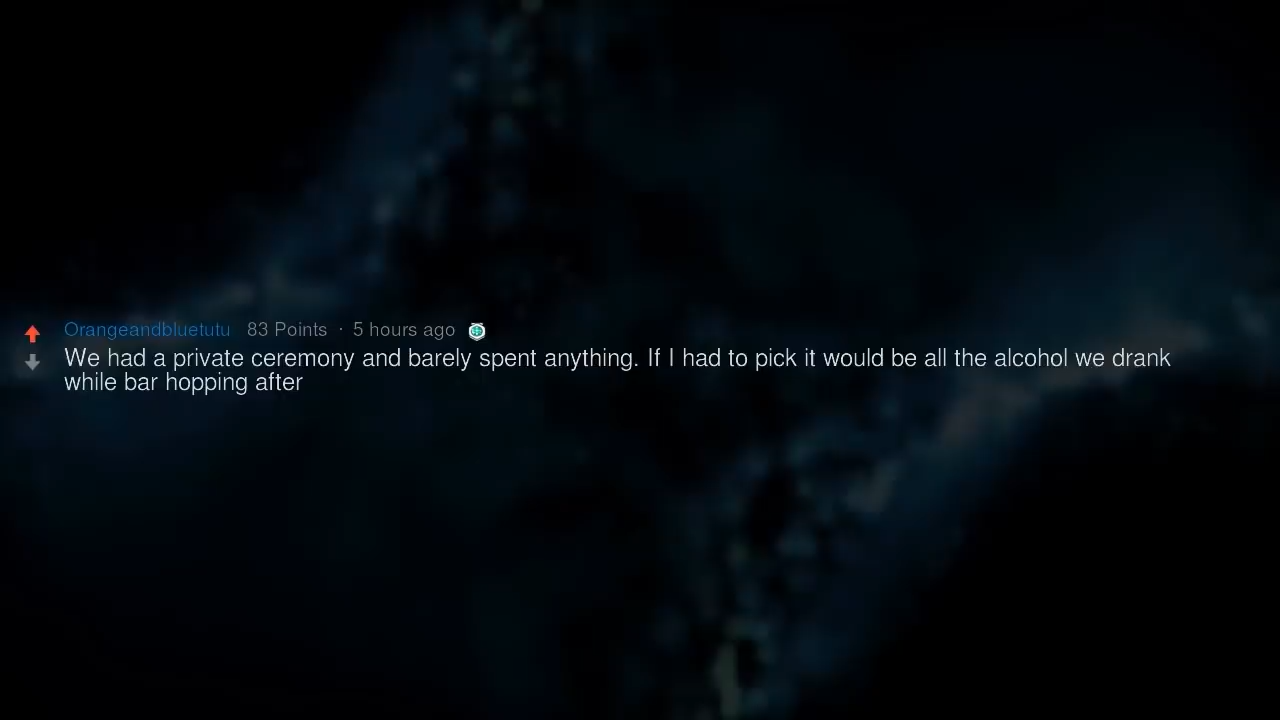 Orangeandbluetutu 83 Points · 5 hours ago
We had a private ceremony and barely spent anything. If I had to pick it would be all the alcohol we drank
while bar hopping after